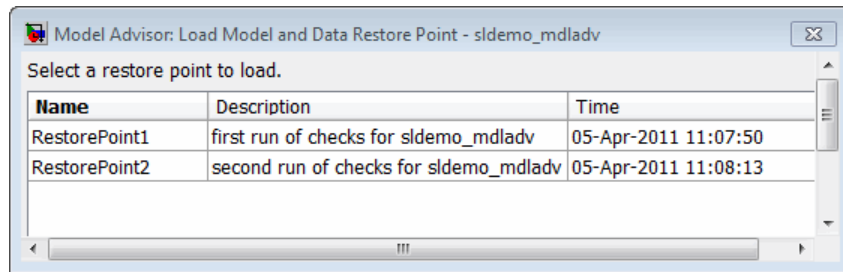 Model Advisor: Load Model and Data Restore Point - sldemo_mdladv
Select a restore point to load.
Name Description Time
RestorePoint1 first run of checks for sldemo_mdladv 05-Apr-2011 11:07:50
RestorePoint2 second run of checks for sldemo_mdladv 05-Apr-2011 11:08:13